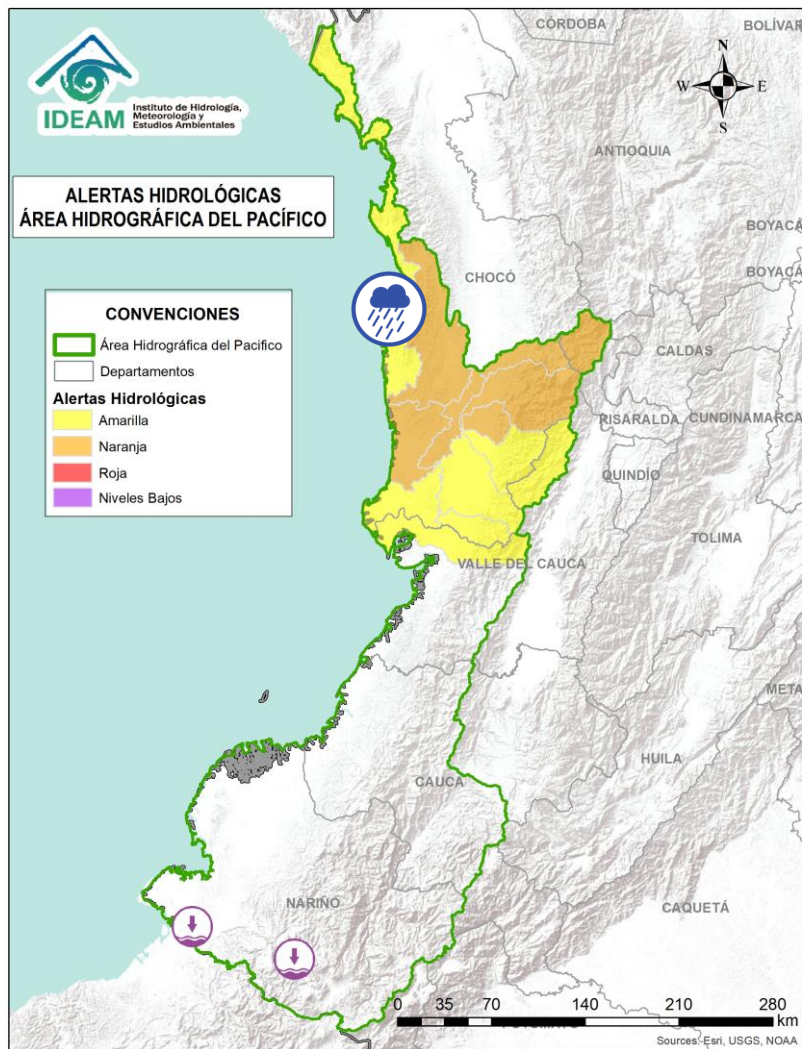 CÓRDOBA
BOLÍVAR
IDEAM
Instituto de Hidrología,
Meteorología y
Estudios Ambientales
N
W E
S
ANTIOQUIA
ALERTAS HIDROLÓGICAS
ÁREA HIDROGRÁFICA DEL PACÍFICO
BOYACÁ
BOYACÁ
CHOCÓ
CONVENCIONES
Área Hidrográfica del Pacifico
Departamentos
Alertas Hidrológicas
Amarilla
Naranja
Roja
Niveles Bajos
CALDAS
RISARALDA
CUNDINAMARCA
QUINDÍO
TOLIMA
VALLE DEL CAUCA
META
HUILA
CAUCA
NARIÑO
CAQUETÁ
0 35 70 140 210 280
km
Sources: Esri, USGS, NOAA